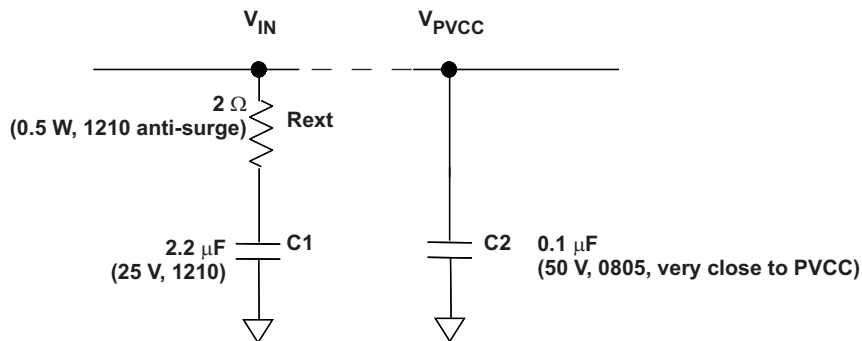 V_IN
V_PVCC
2 Ω
(0.5 W, 1210 anti-surge)
Rext
2.2 μF
(25 V, 1210)
C1
C2
0.1 μF
(50 V, 0805, very close to PVCC)